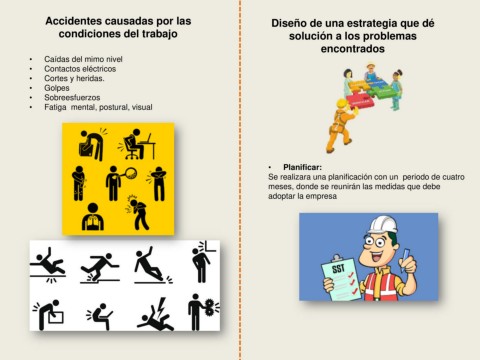 Accidentes causadas por las
condiciones del trabajo
• Caídas del mimo nivel
• Contactos eléctricos
• Cortes y heridas.
• Golpes
• Sobreesfuerzos
• Fatiga mental, postural, visual
Diseño de una estrategia que dé
solución a los problemas
encontrados
• Planificar:
Se realizara una planificación con un periodo de cuatro
meses, donde se reunirán las medidas que debe
adoptar la empresa
SST